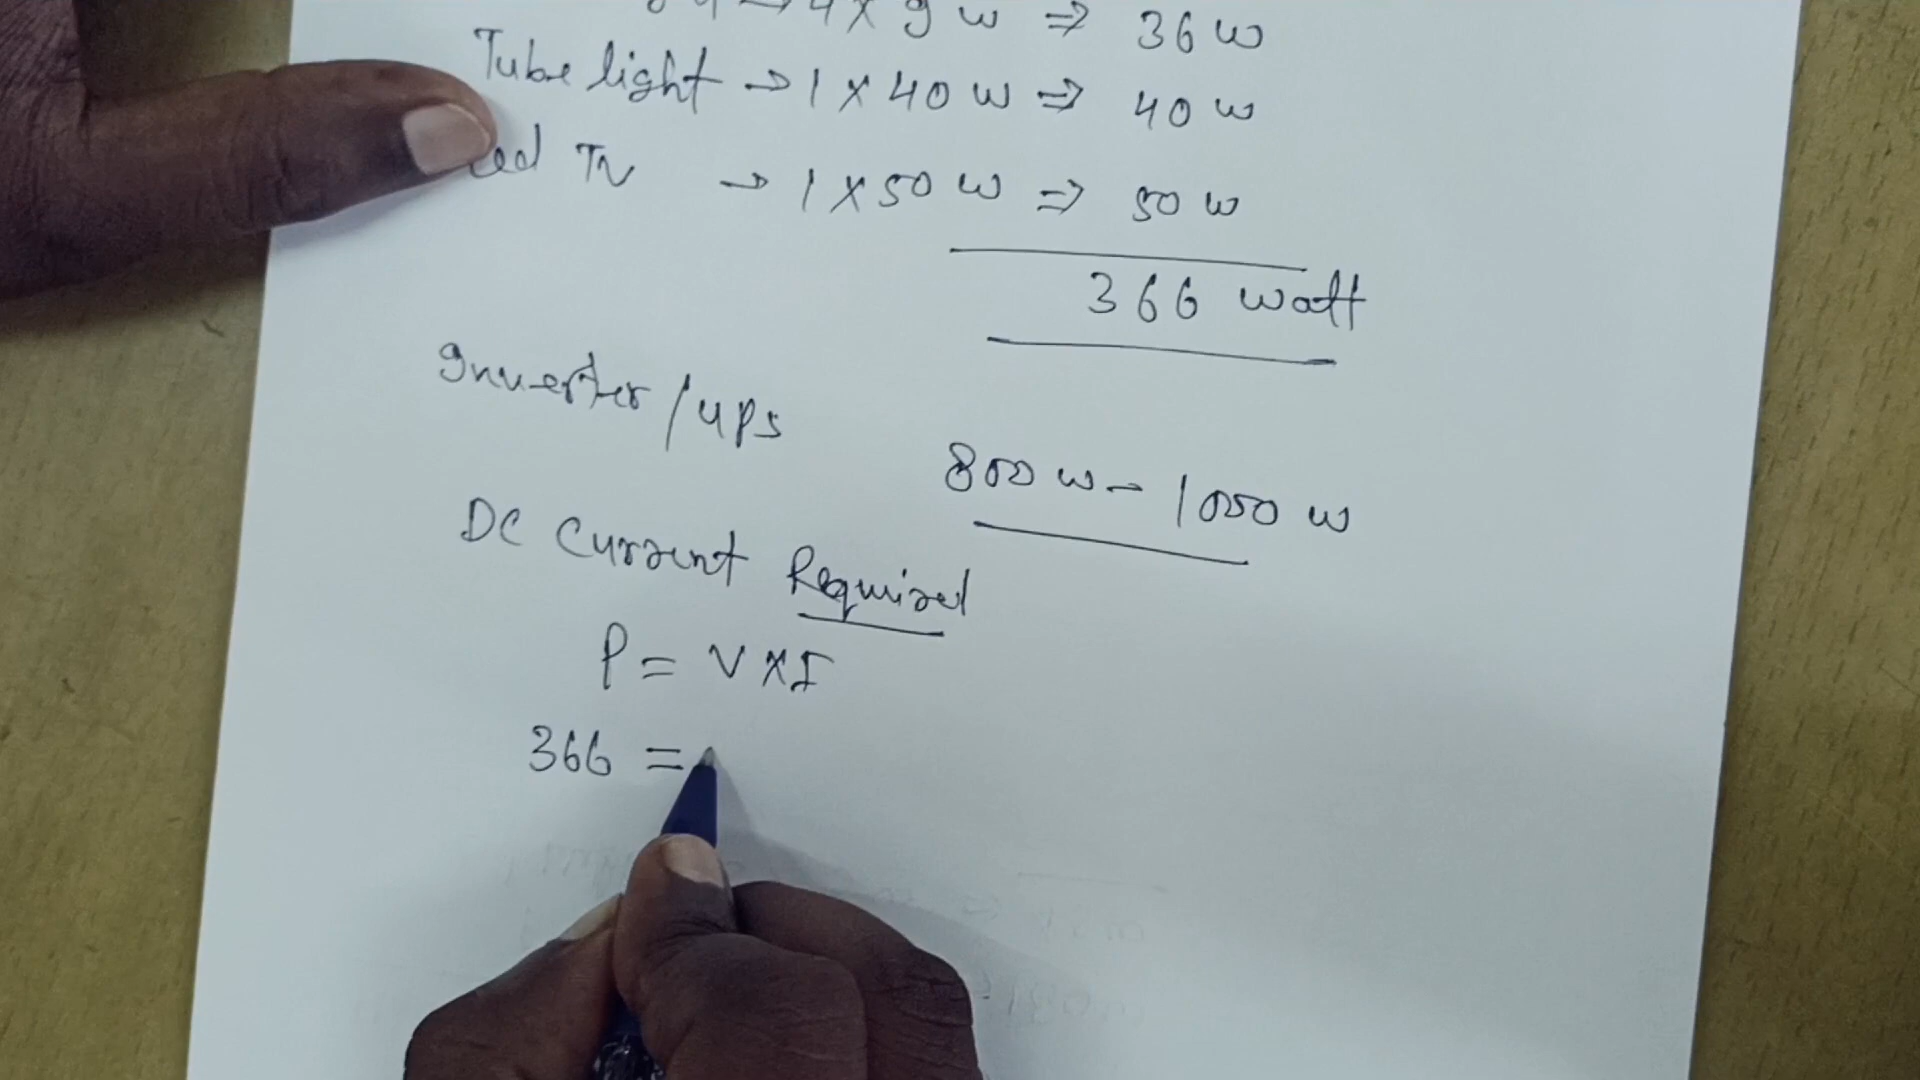 → 4 X 9 w ⇒ 36 w
Tube light → 1 X 40 w ⇒ 40 w
Led TV → 1 X 50 w ⇒ 50 w
366 watt
Inverter / ups
800 w - 1000 w
DC Current Required
P = V X I
366 =